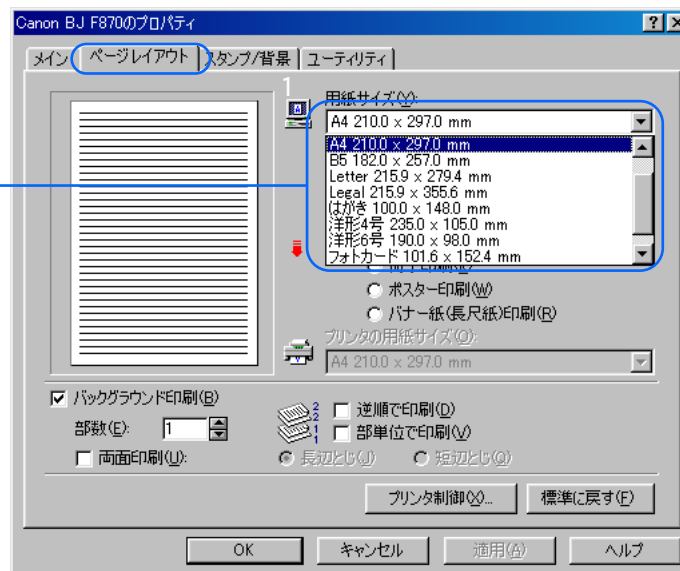 Canon BJ F870のプロパティ
メイン ページレイアウト スタンプ/背景 ユーティリティ
1
用紙サイズ(Y):
A4 210.0 x 297.0 mm
A4 210.0 x 297.0 mm
B5 182.0 x 257.0 mm
Letter 215.9 x 279.4 mm
Legal 215.9 x 355.6 mm
はがき 100.0 x 148.0 mm
洋形4号 235.0 x 105.0 mm
洋形6号 190.0 x 98.0 mm
フォトカード 101.6 x 152.4 mm
ポスター印刷(W)
バナー紙(長尺紙)印刷(R)
プリンタの用紙サイズ(O):
A4 210.0 x 297.0 mm
バックグラウンド印刷(B)
部数(E): 1
両面印刷(U):
逆順で印刷(D)
部単位で印刷(V)
長辺とじ(J) 短辺とじ(Q)
プリンタ制御(X)... 標準に戻す(F)
OK キャンセル 適用(A) ヘルプ